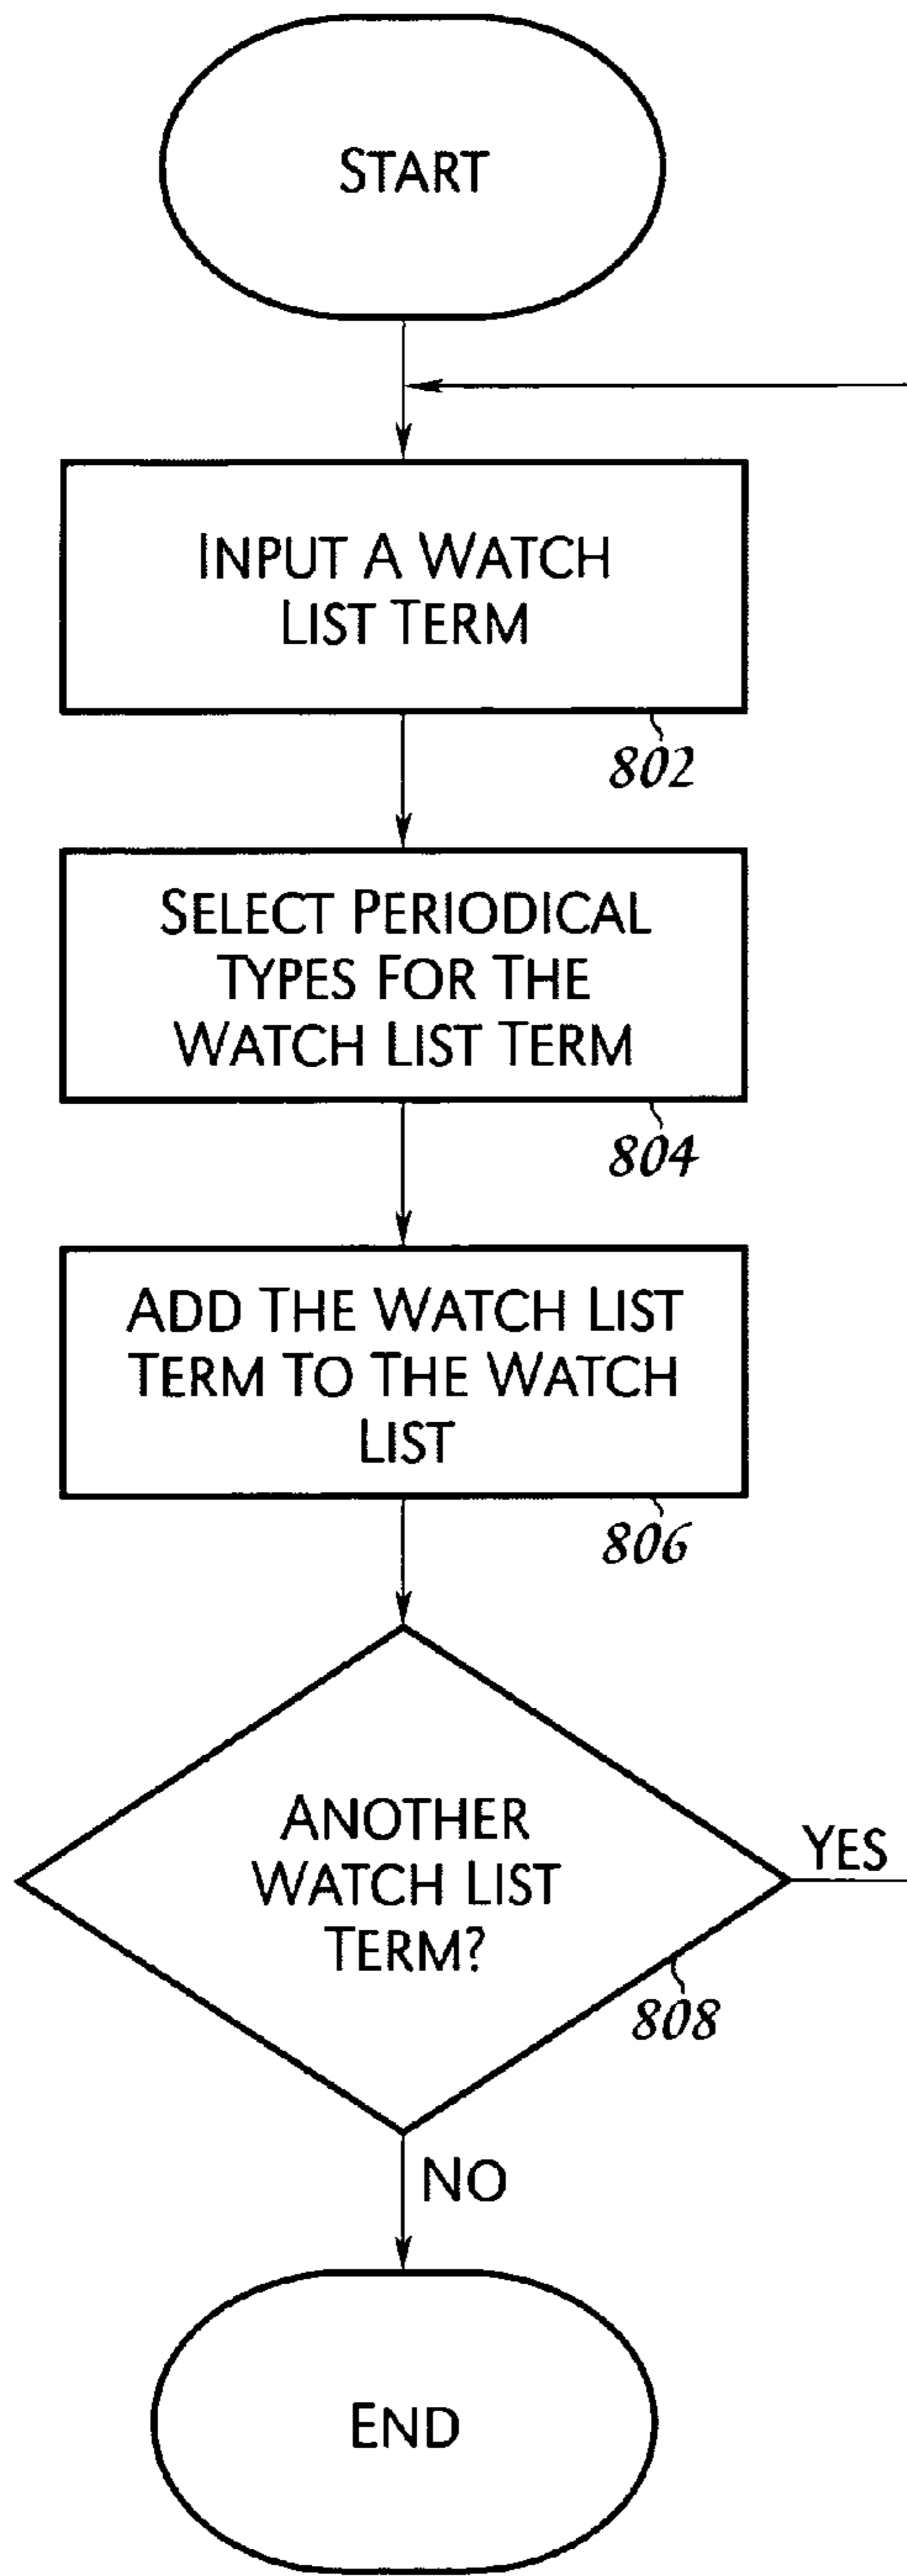 START
INPUT A WATCH
LIST TERM
802
SELECT PERIODICAL
TYPES FOR THE
WATCH LIST TERM
804
ADD THE WATCH LIST
TERM TO THE WATCH
LIST
806
ANOTHER
WATCH LIST
TERM?
YES
808
NO
END